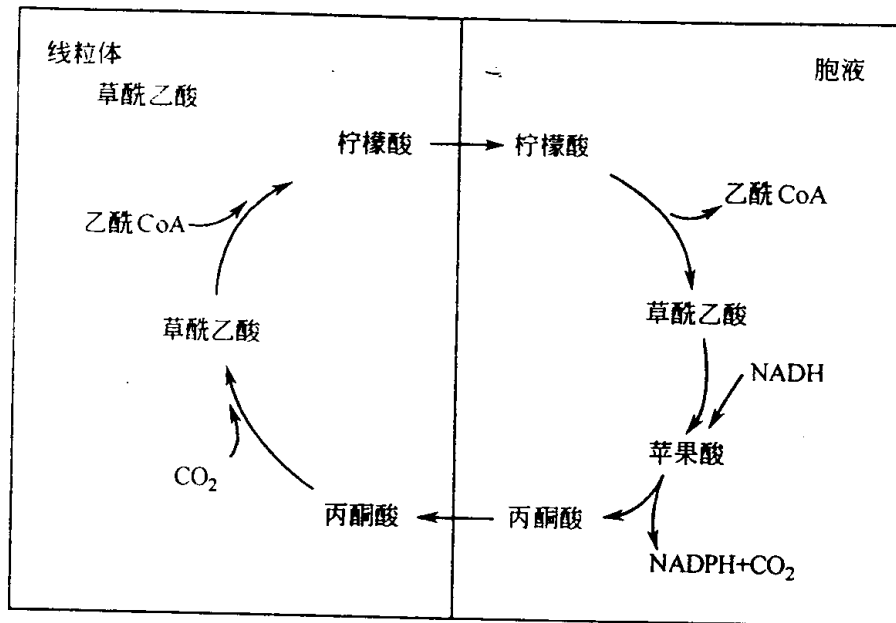 线粒体
胞液
草酰乙酸
柠檬酸
柠檬酸
乙酰CoA
乙酰CoA
草酰乙酸
草酰乙酸
NADH
CO₂
苹果酸
丙酮酸
丙酮酸
NADPH+CO₂